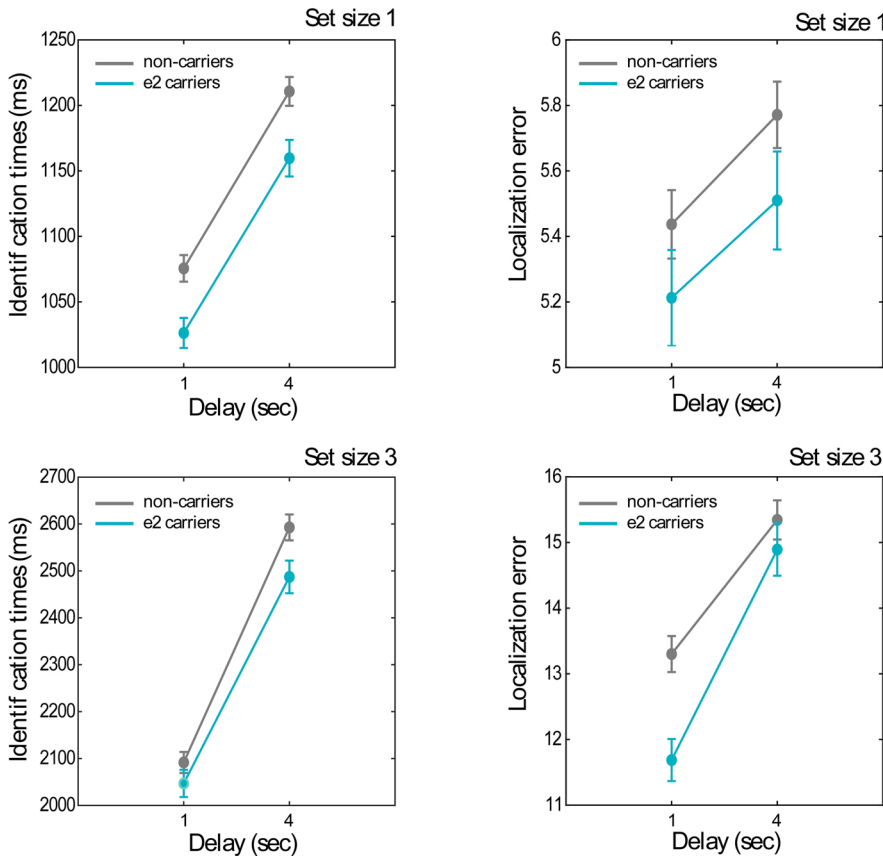 Set size 1
1250
1200
1150
1100
1050
1000
non-carriers
e2 carriers
Identif cation times (ms)
1
4
Delay (sec)
Set size 1
6
5.8
5.6
5.4
5.2
5
non-carriers
e2 carriers
Localization error
1
4
Delay (sec)
Set size 3
2700
2600
2500
2400
2300
2200
2100
2000
non-carriers
e2 carriers
Identif cation times (ms)
1
4
Delay (sec)
Set size 3
16
15
14
13
12
11
non-carriers
e2 carriers
Localization error
1
4
Delay (sec)